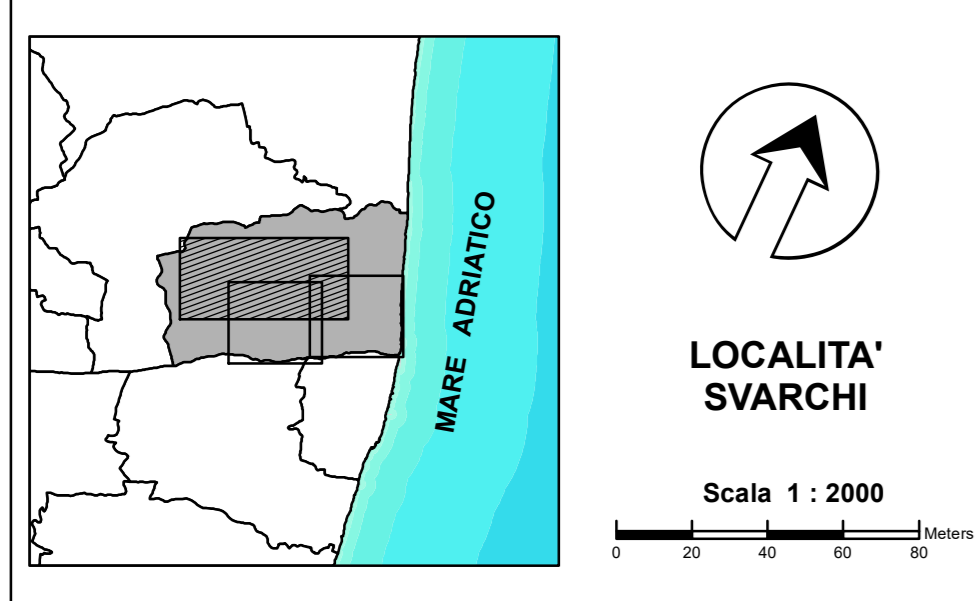 MARE ADRIATICO
LOCALITA'
SVARCHI
Scala 1 : 2000
Meters
0 20 40 60 80